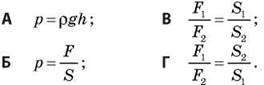 А p = ρgh; В F₁/F₂ = S₁/S₂;
Б p = F/S; Г F₁/F₂ = S₂/S₁.